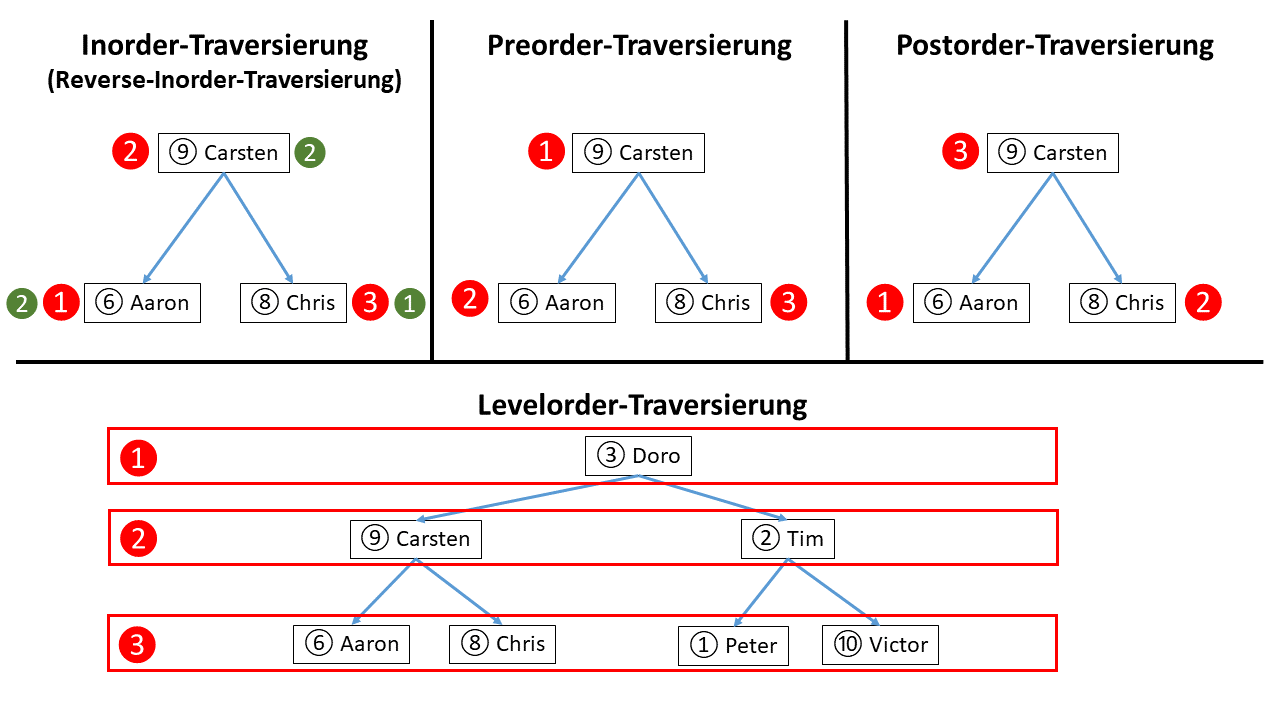 Inorder-Traversierung
(Reverse-Inorder-Traversierung)
2 ⑨ Carsten 2
2 1 ⑥ Aaron ⑧ Chris 3 1
Preorder-Traversierung
1 ⑨ Carsten
2 ⑥ Aaron ⑧ Chris 3
Postorder-Traversierung
3 ⑨ Carsten
1 ⑥ Aaron ⑧ Chris 2
Levelorder-Traversierung
1 ③ Doro
2 ⑨ Carsten ② Tim
3 ⑥ Aaron ⑧ Chris ① Peter ⑩ Victor